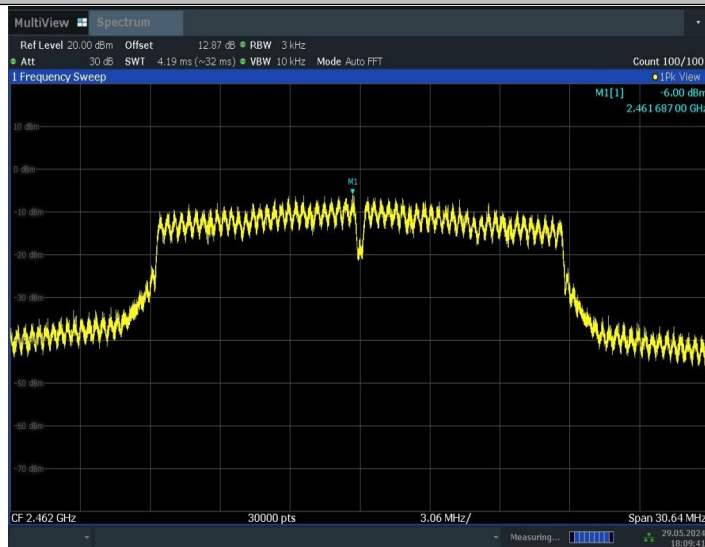 MultiView Spectrum
Ref Level 20.00 dBm Offset 12.87 dB RBW 3 kHz
Att 30 dB SWT 4.19 ms (~32 ms) VBW 10 kHz Mode Auto FFT Count 100/100
1 Frequency Sweep 1Pk View
M1[1] -6.00 dBm
2.461 687 00 GHz
10 dBm
0 dBm
M1
-10 dBm
-20 dBm
-30 dBm
-50 dBm
-60 dBm
-70 dBm
CF 2.462 GHz 30000 pts 3.06 MHz/ Span 30.64 MHz
Measuring... 29.05.2024
18:09:41